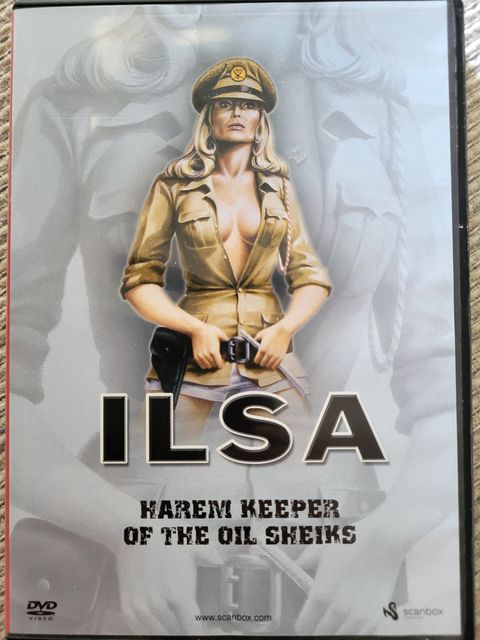 ILSA
HAREM KEEPER
OF THE OIL SHEIKS
DVD
VIDEO
www.scanbox.com
scanbox